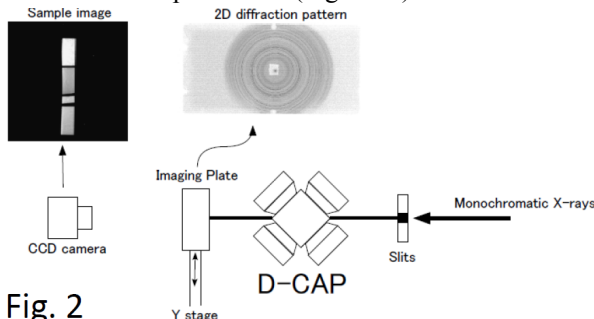 Sample image
2D diffraction pattern
Imaging Plate
Monochromatic X-rays
CCD camera
Slits
D-CAP
Fig. 2
Y stage